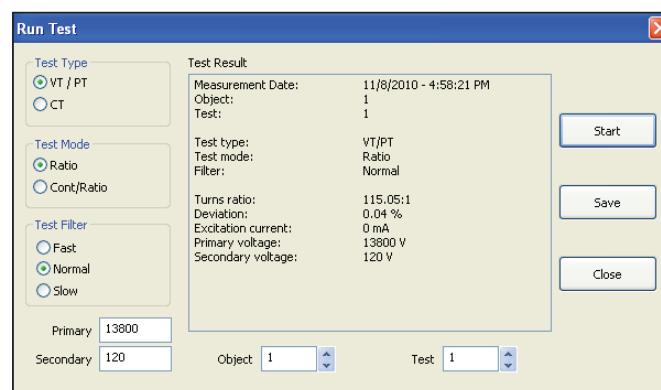 Run Test
Test Type
VT / PT
CT
Test Mode
Ratio
Cont/Ratio
Test Filter
Fast
Normal
Slow
Primary 13800
Secondary 120
Test Result
Measurement Date: 11/8/2010 - 4:58:21 PM
Object: 1
Test: 1
Test type: VT/PT
Test mode: Ratio
Filter: Normal
Turns ratio: 115.05:1
Deviation: 0.04 %
Excitation current: 0 mA
Primary voltage: 13800 V
Secondary voltage: 120 V
Object 1
Test 1
Start
Save
Close